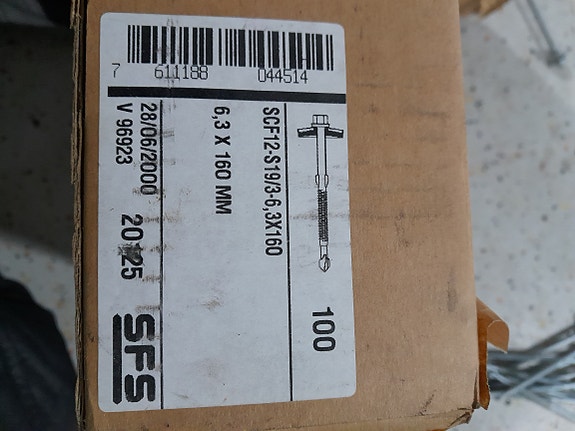 7 611188 044514
100
SCF12-S19/3-6,3X160
6,3 X 160 MM
28/06/2000
V 96923
20125
SFS